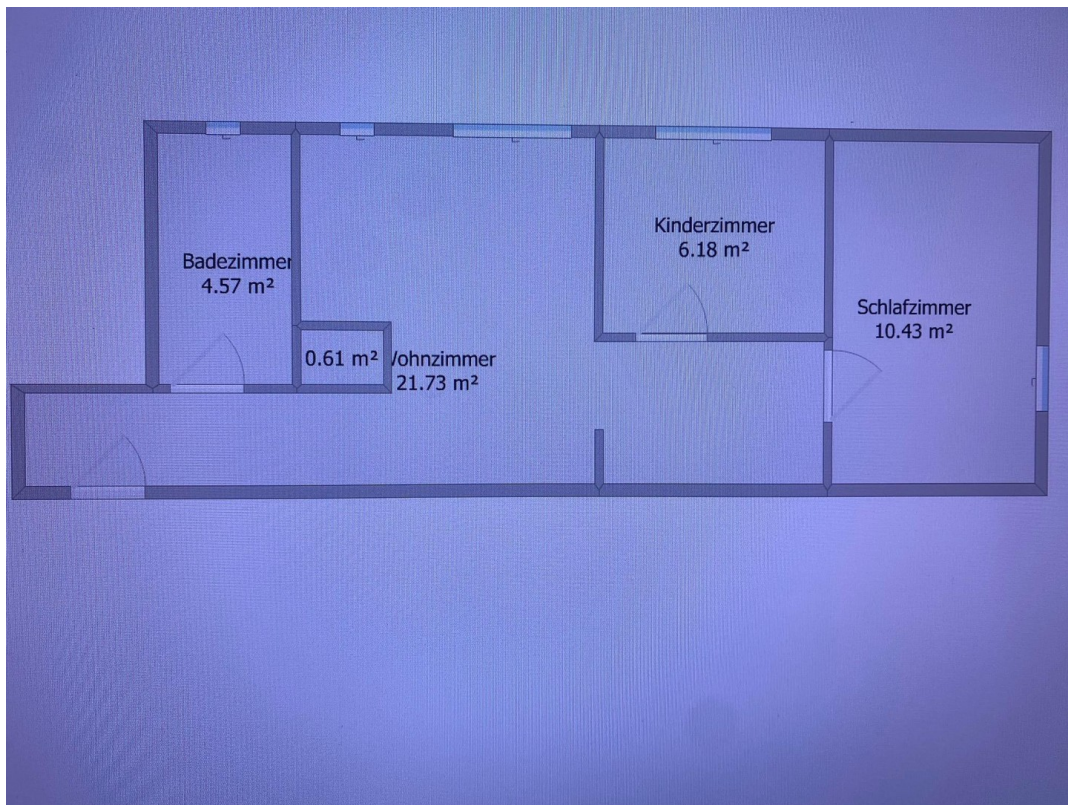 Badezimmer
4.57 m²
0.61 m²
Wohnzimmer
21.73 m²
Kinderzimmer
6.18 m²
Schlafzimmer
10.43 m²